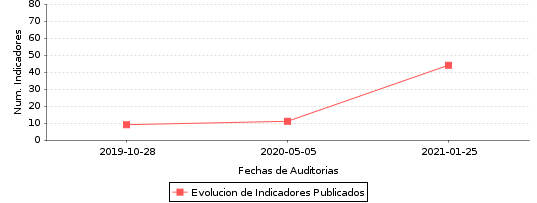 80
70
60
50
40
30
20
10
0
Num. Indicadores
2019-10-28 2020-05-05 2021-01-25
Fechas de Auditorias
Evolucion de Indicadores Publicados